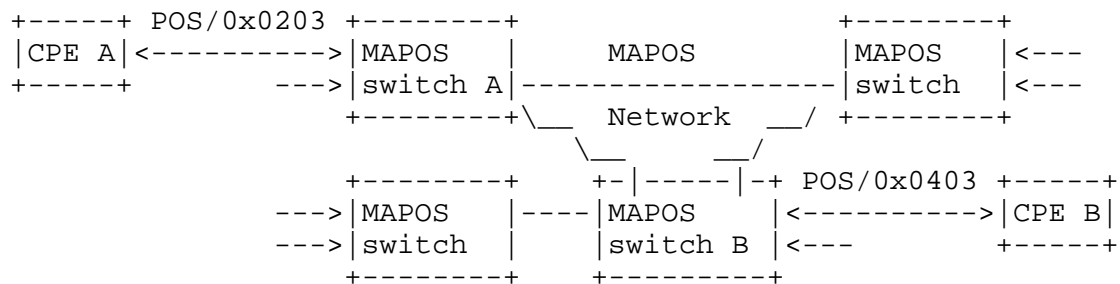 POS/0x0203
CPE A MAPOS MAPOS MAPOS
switch A switch
Network
POS/0x0403
MAPOS MAPOS CPE B
switch switch B